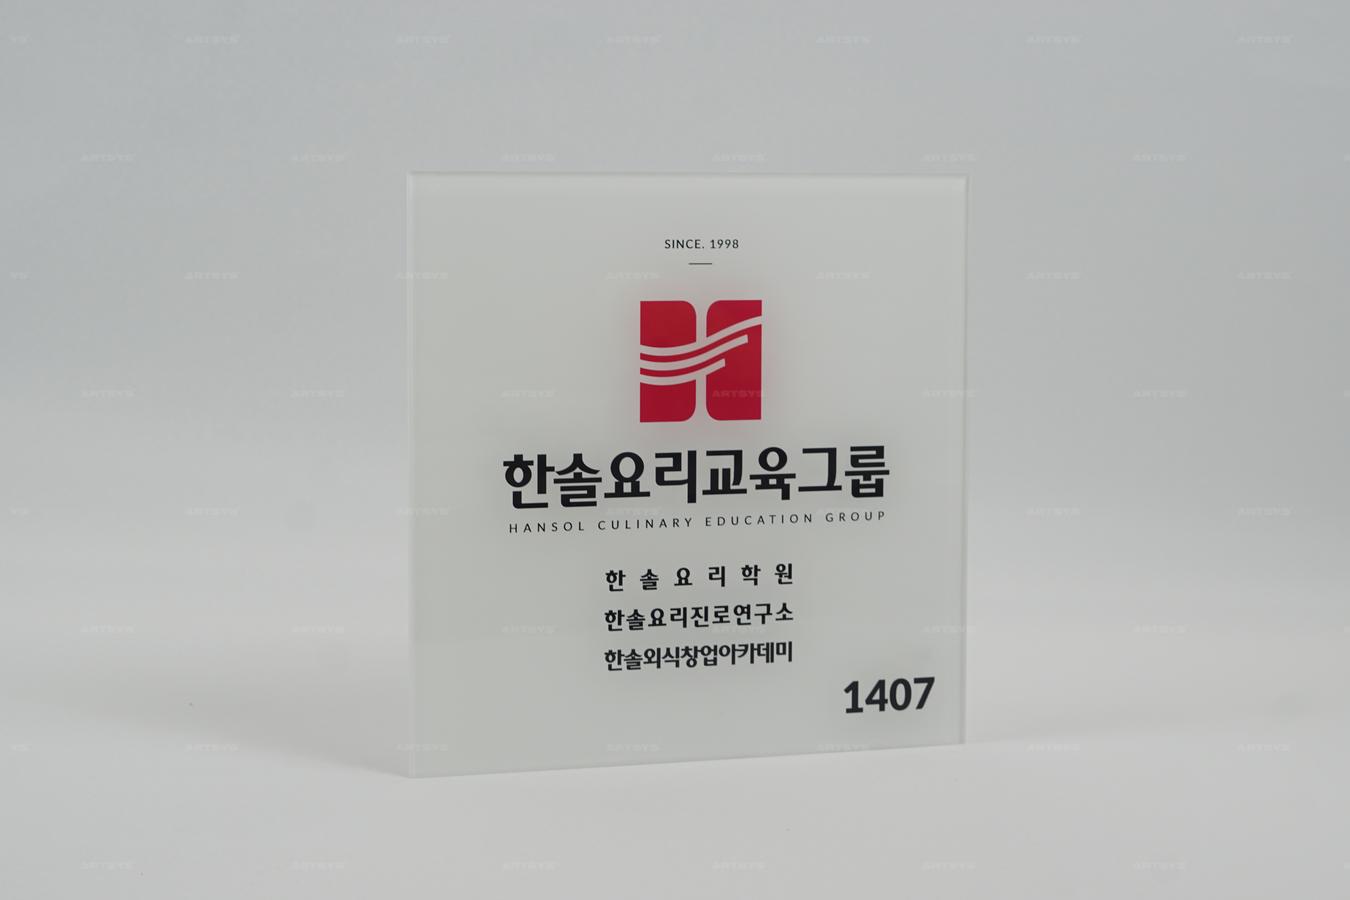 SINCE. 1998
한솔요리교육그룹
HANSOL CULINARY EDUCATION GROUP
한솔요리학원
한솔요리진로연구소
한솔외식창업아카데미
1407
ARTSYS